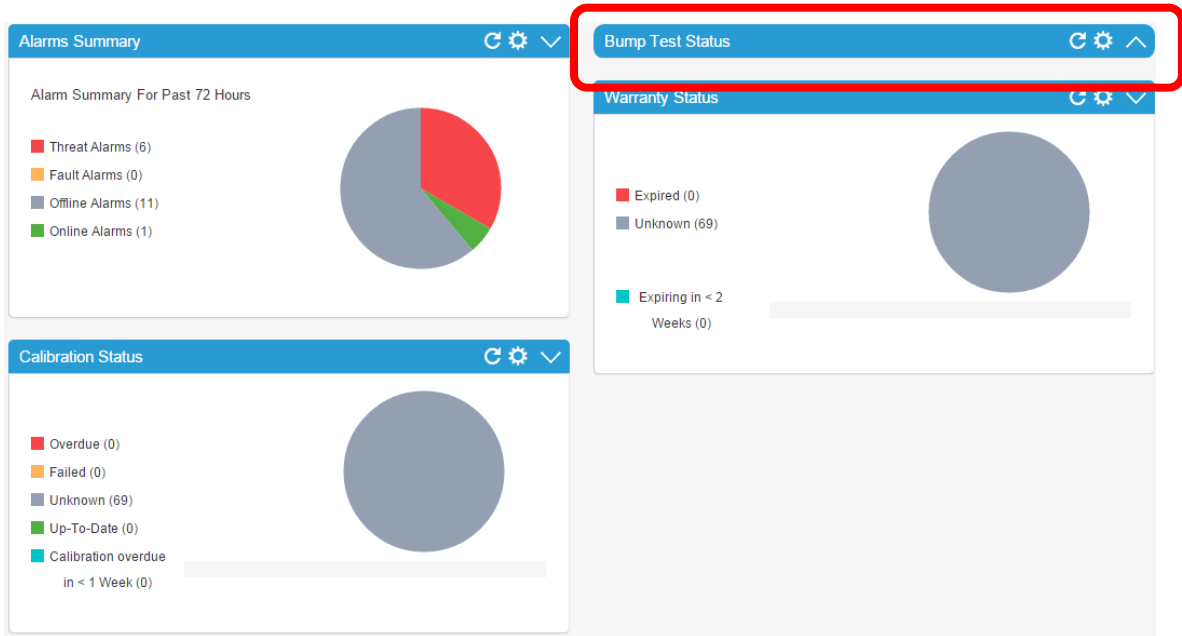 Alarms Summary
Alarm Summary For Past 72 Hours
Threat Alarms (6)
Fault Alarms (0)
Offline Alarms (11)
Online Alarms (1)
Calibration Status
Overdue (0)
Failed (0)
Unknown (69)
Up-To-Date (0)
Calibration overdue
in < 1 Week (0)
Bump Test Status
Warranty Status
Expired (0)
Unknown (69)
Expiring in < 2
Weeks (0)